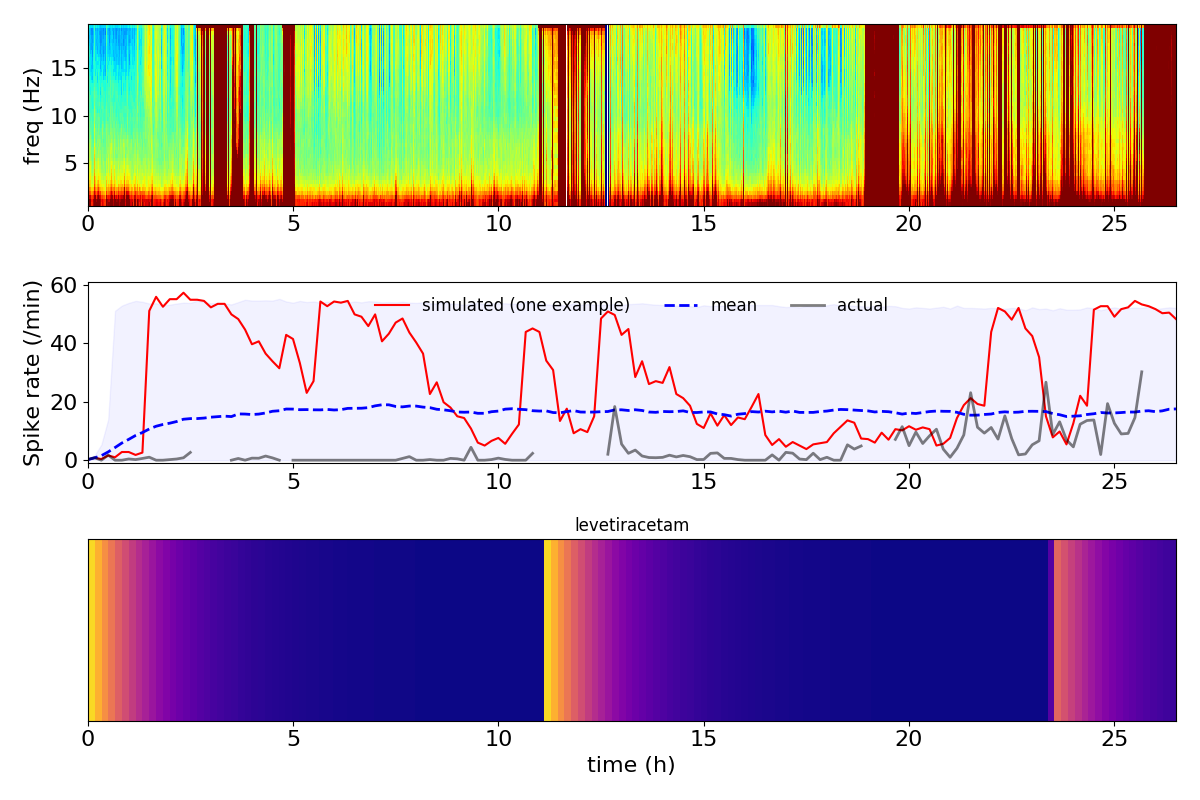 freq (Hz)
15
10
5
0 5 10 15 20 25
Spike rate (/min)
60
40
20
0
simulated (one example) mean actual
0 5 10 15 20 25
levetiracetam
0 5 10 15 20 25
time (h)